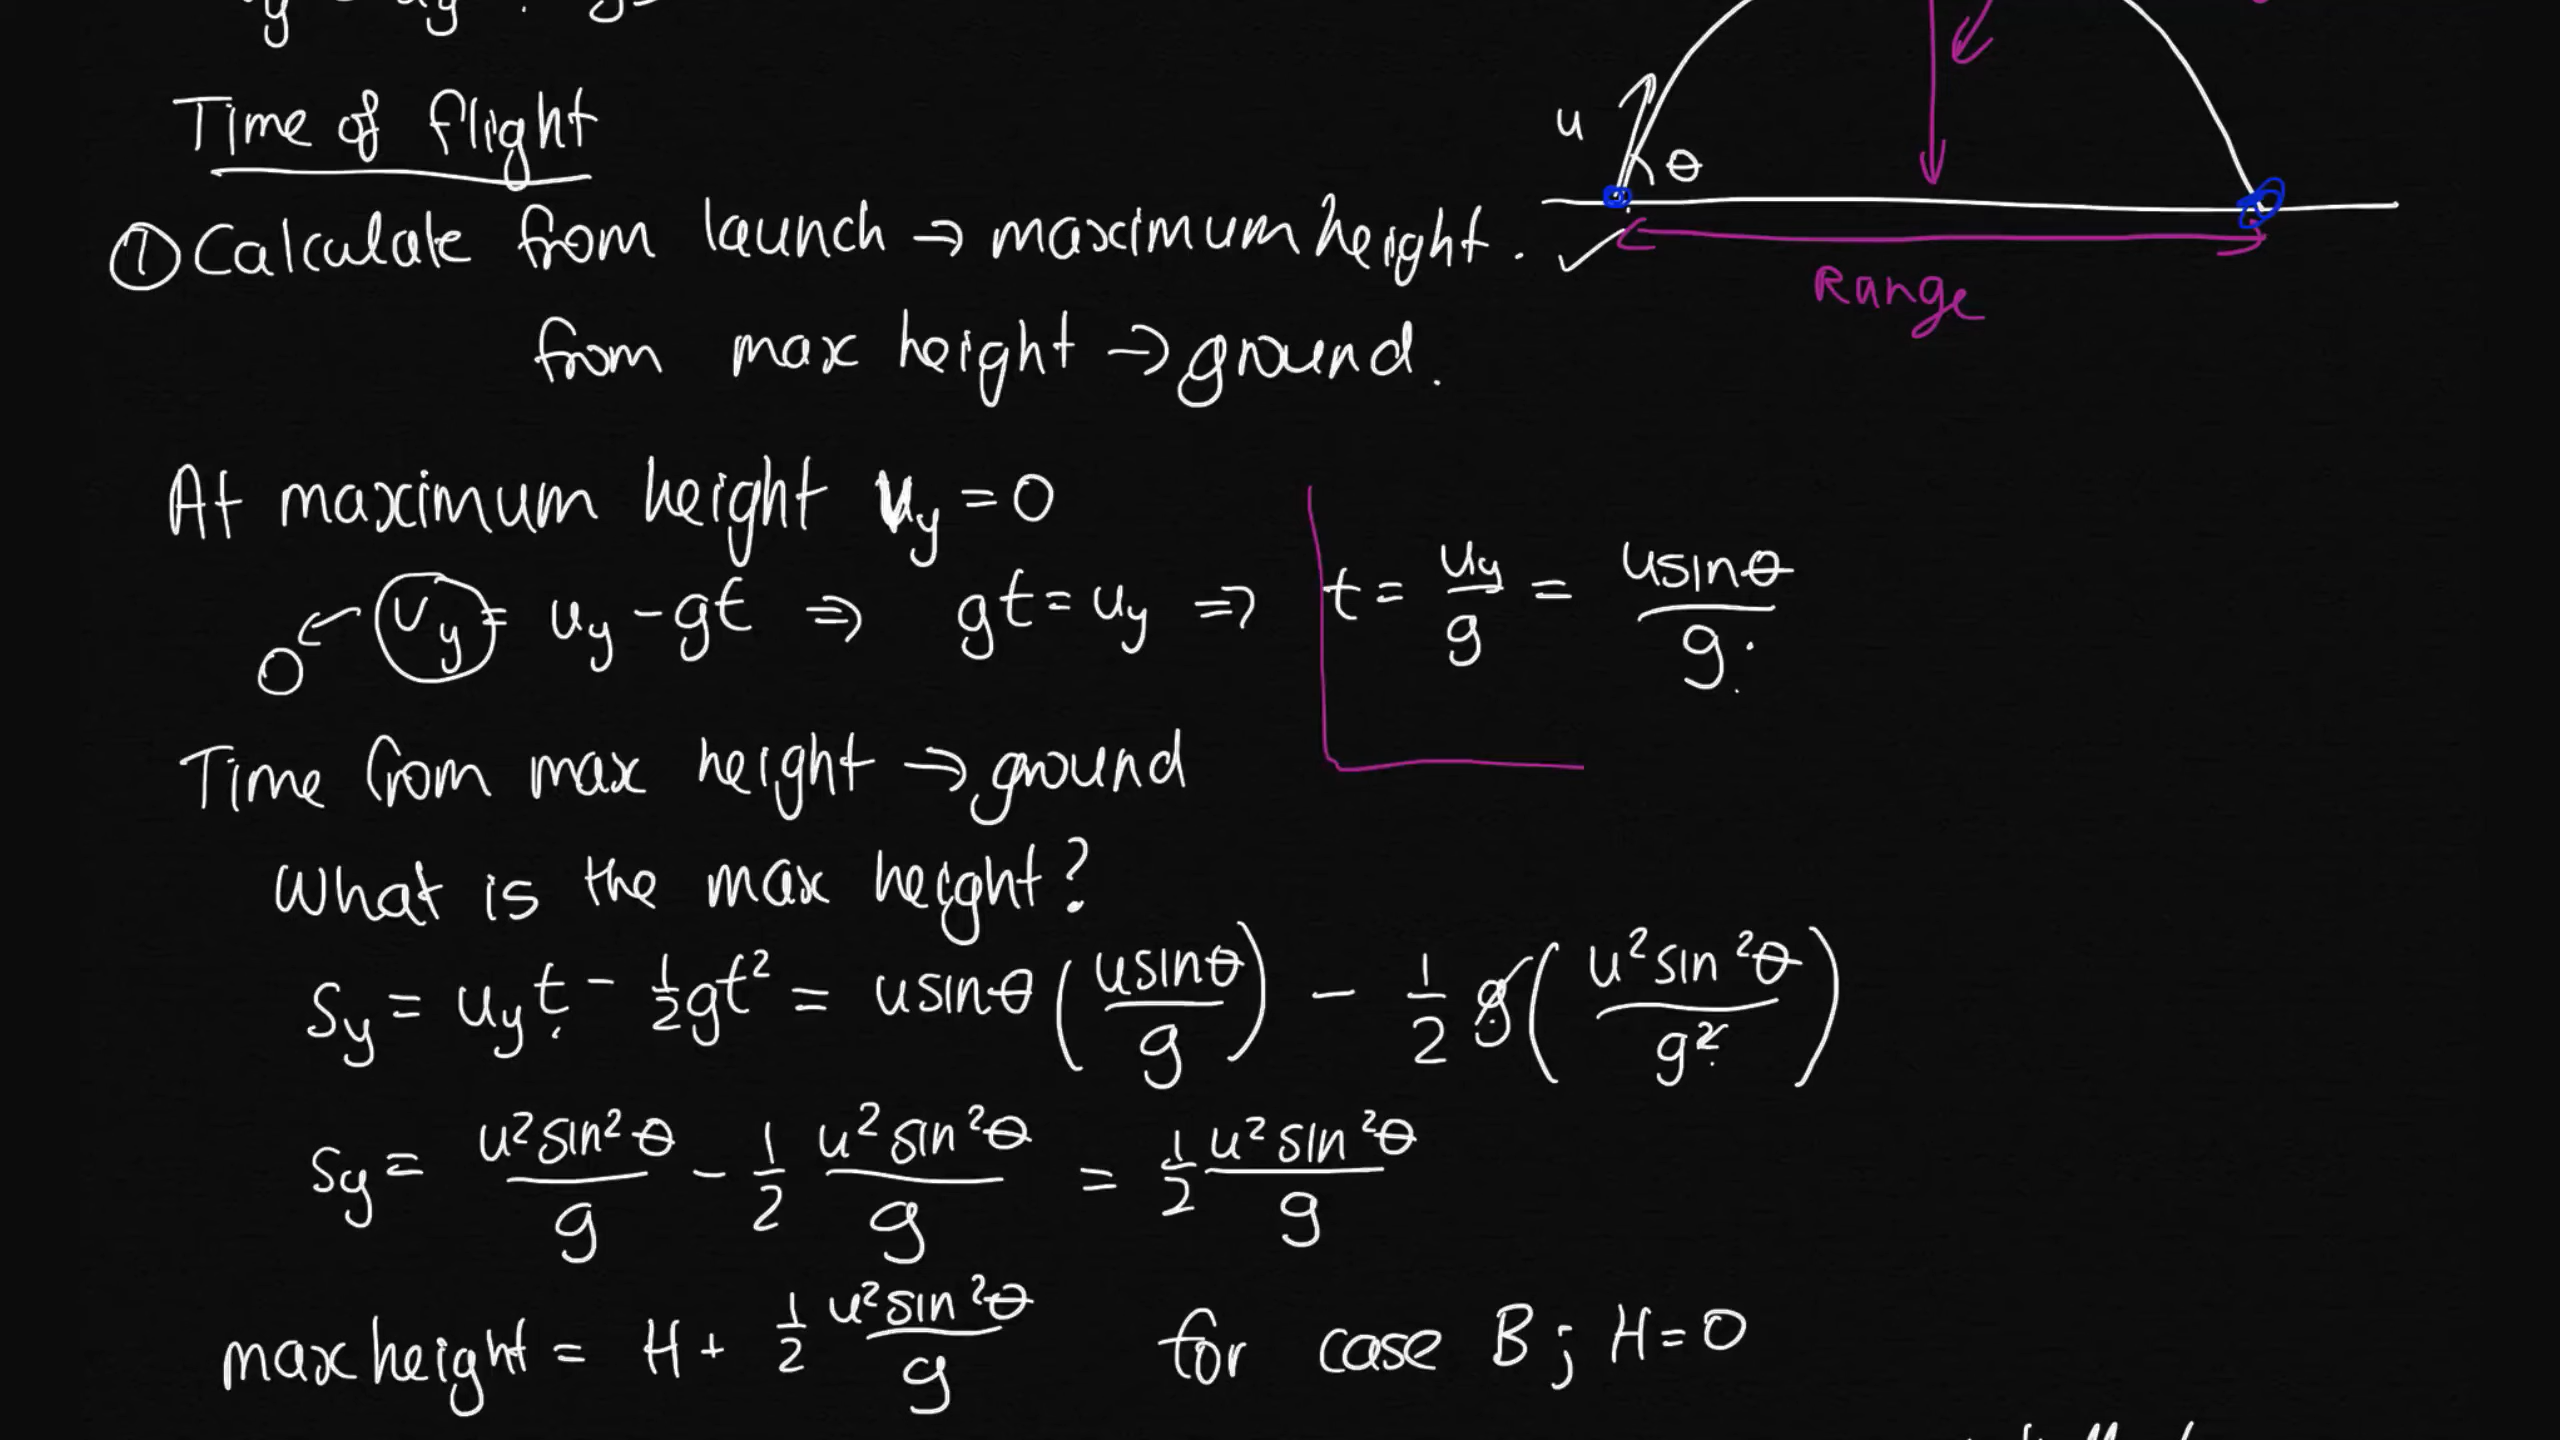 Time of flight
u
θ
① Calculate from launch → maximum height. ✓
Range
from max height → ground.
At maximum height vy = 0
0 ← vy = uy - gt ⇒ gt = uy ⇒ t = uy/g = usinθ/g.
Time from max height → ground
What is the max height?
Sy = uyt - 1/2gt² = usinθ(usinθ/g) - 1/2 g(u²sin²θ/g²)
Sy = u²sin²θ/g - 1/2 u²sin²θ/g = 1/2 u²sin²θ/g
max height = H + 1/2 u²sin²θ/g for case B; H=0